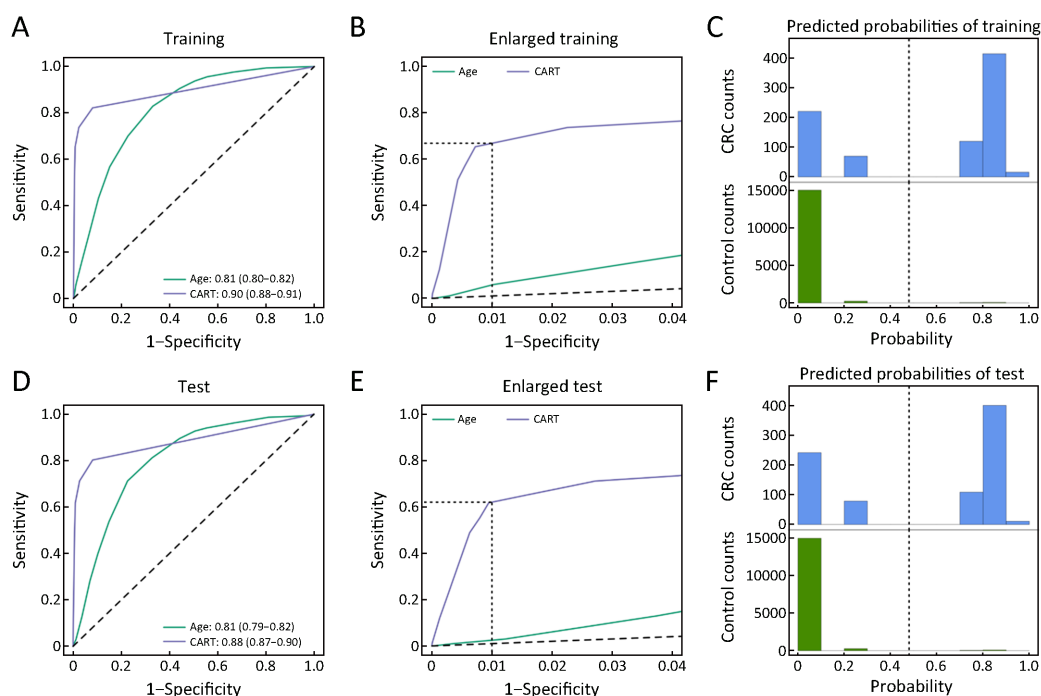 A
Training
1.0
0.8
0.6
0.4
0.2
0
Sensitivity
Age: 0.81 (0.80–0.82)
CART: 0.90 (0.88–0.91)
0 0.2 0.4 0.6 0.8 1.0
1−Specificity
B
Enlarged training
Age CART
1.0
0.8
0.6
0.4
0.2
0
Sensitivity
0 0.01 0.01 0.02 0.03 0.03 0.04
1−Specificity
C
Predicted probabilities of training
400
300
200
100
0
CRC counts
15000
10000
5000
0
Control counts
0 0.2 0.4 0.6 0.8 1.0
Probability
D
Test
1.0
0.8
0.6
0.4
0.2
0
Sensitivity
Age: 0.81 (0.79–0.82)
CART: 0.88 (0.87–0.90)
0 0.2 0.4 0.6 0.8 1.0
1−Specificity
E
Enlarged test
Age CART
1.0
0.8
0.6
0.4
0.2
0
Sensitivity
0 0.01 0.01 0.02 0.03 0.03 0.04
1−Specificity
F
Predicted probabilities of test
400
300
200
100
0
CRC counts
15000
10000
5000
0
Control counts
0 0.2 0.4 0.6 0.8 1.0
Probability